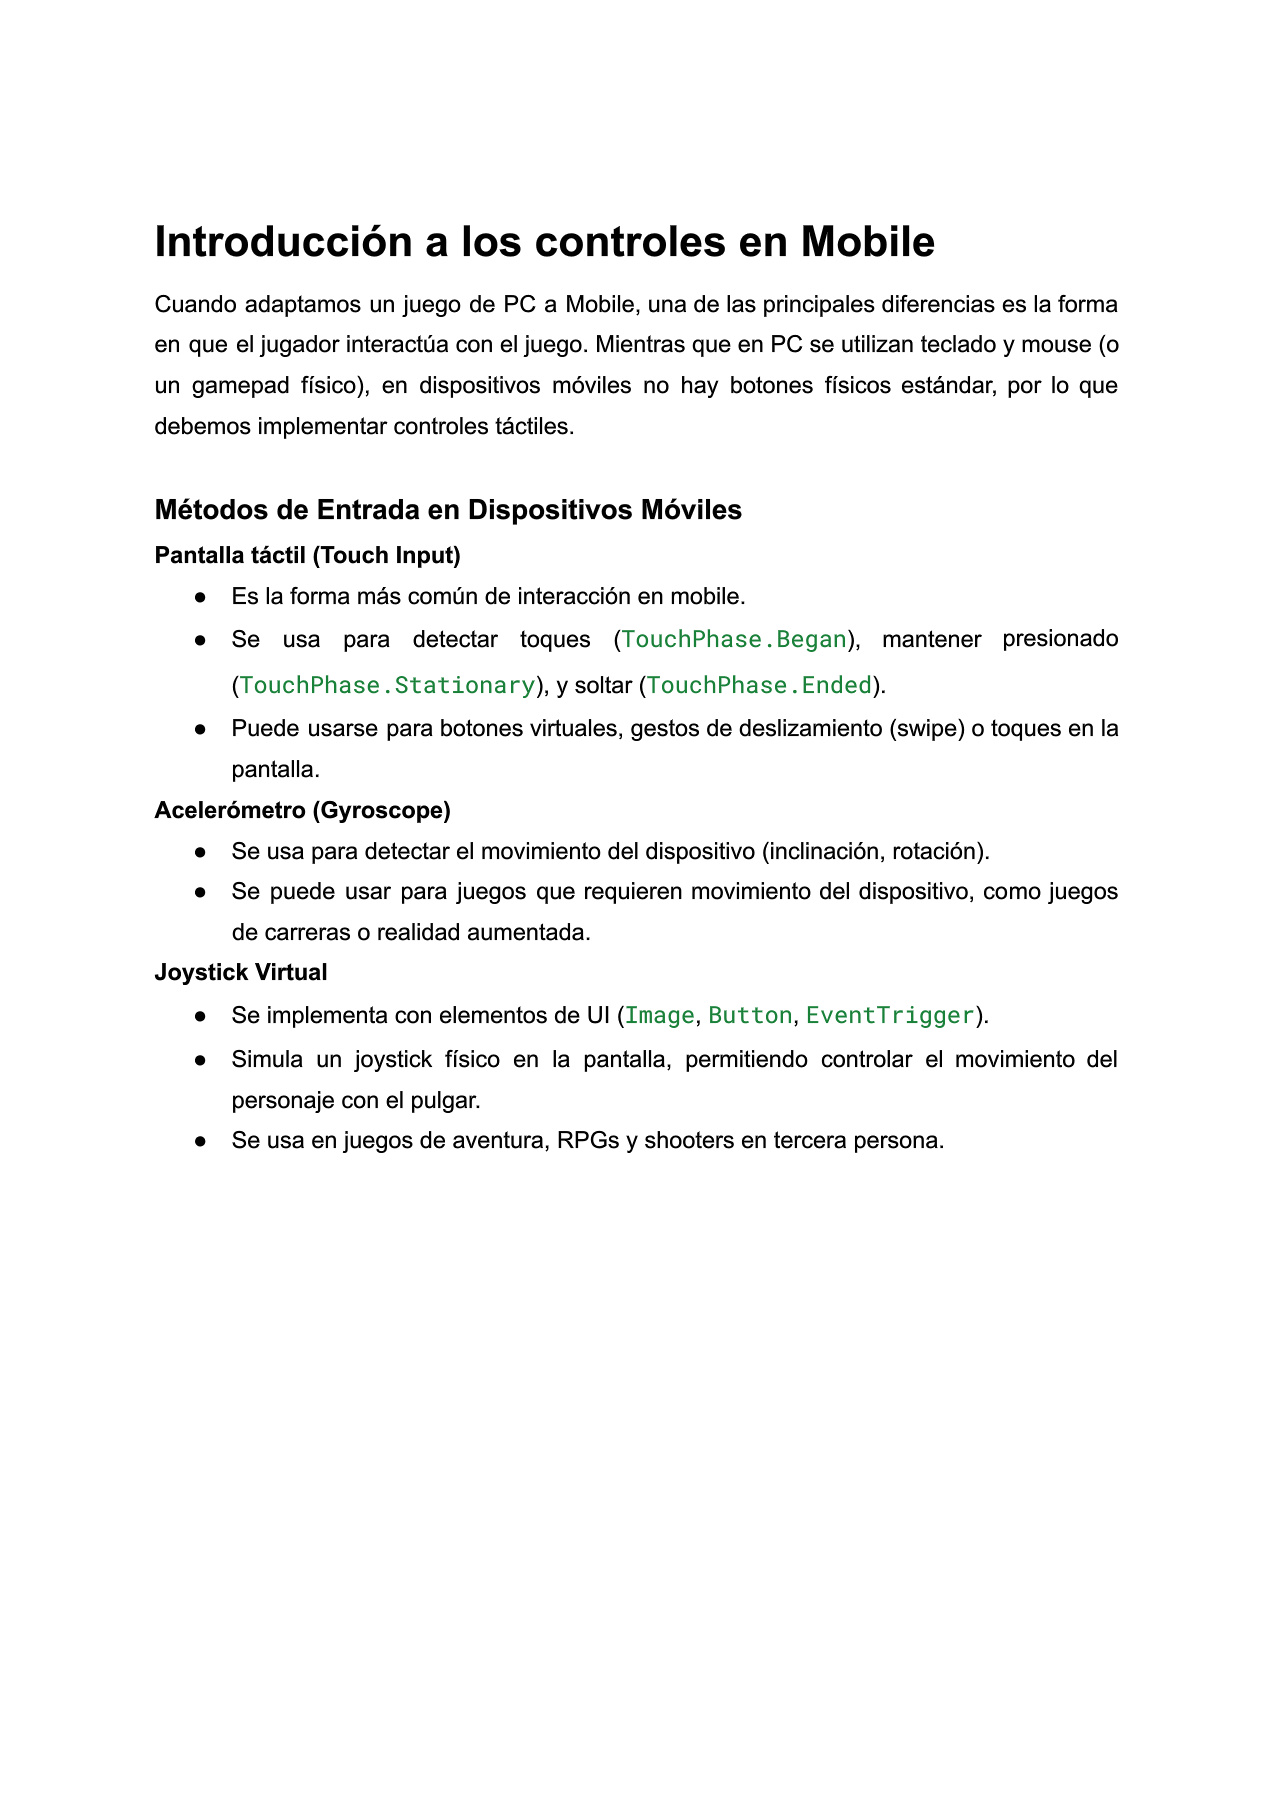 Introducción a los controles en Mobile
Cuando adaptamos un juego de PC a Mobile, una de las principales diferencias es la forma
en que el jugador interactúa con el juego. Mientras que en PC se utilizan teclado y mouse (o
un gamepad físico), en dispositivos móviles no hay botones físicos estándar, por lo que
debemos implementar controles táctiles.
Métodos de Entrada en Dispositivos Móviles
Pantalla táctil (Touch Input)
● Es la forma más común de interacción en mobile.
● Se usa para detectar toques (TouchPhase.Began), mantener presionado
(TouchPhase.Stationary), y soltar (TouchPhase.Ended).
● Puede usarse para botones virtuales, gestos de deslizamiento (swipe) o toques en la
pantalla.
Acelerómetro (Gyroscope)
● Se usa para detectar el movimiento del dispositivo (inclinación, rotación).
● Se puede usar para juegos que requieren movimiento del dispositivo, como juegos
de carreras o realidad aumentada.
Joystick Virtual
● Se implementa con elementos de UI (Image, Button, EventTrigger).
● Simula un joystick físico en la pantalla, permitiendo controlar el movimiento del
personaje con el pulgar.
● Se usa en juegos de aventura, RPGs y shooters en tercera persona.